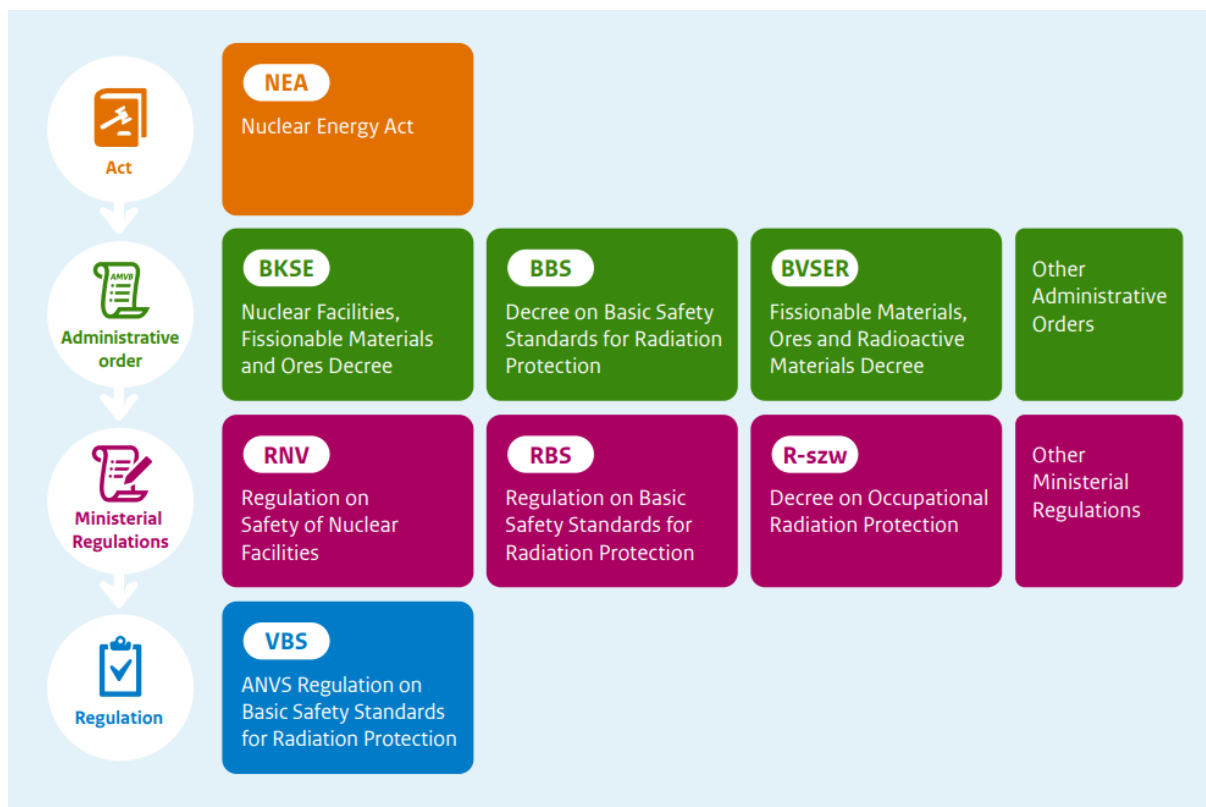 Act
NEA
Nuclear Energy Act
AMVB
Administrative
order
BKSE
Nuclear Facilities,
Fissionable Materials
and Ores Decree
BBS
Decree on Basic Safety
Standards for Radiation
Protection
BVSER
Fissionable Materials,
Ores and Radioactive
Materials Decree
Other
Administrative
Orders
Ministerial
Regulations
RNV
Regulation on
Safety of Nuclear
Facilities
RBS
Regulation on Basic
Safety Standards for
Radiation Protection
R-szw
Decree on Occupational
Radiation Protection
Other
Ministerial
Regulations
Regulation
VBS
ANVS Regulation on
Basic Safety Standards
for Radiation Protection